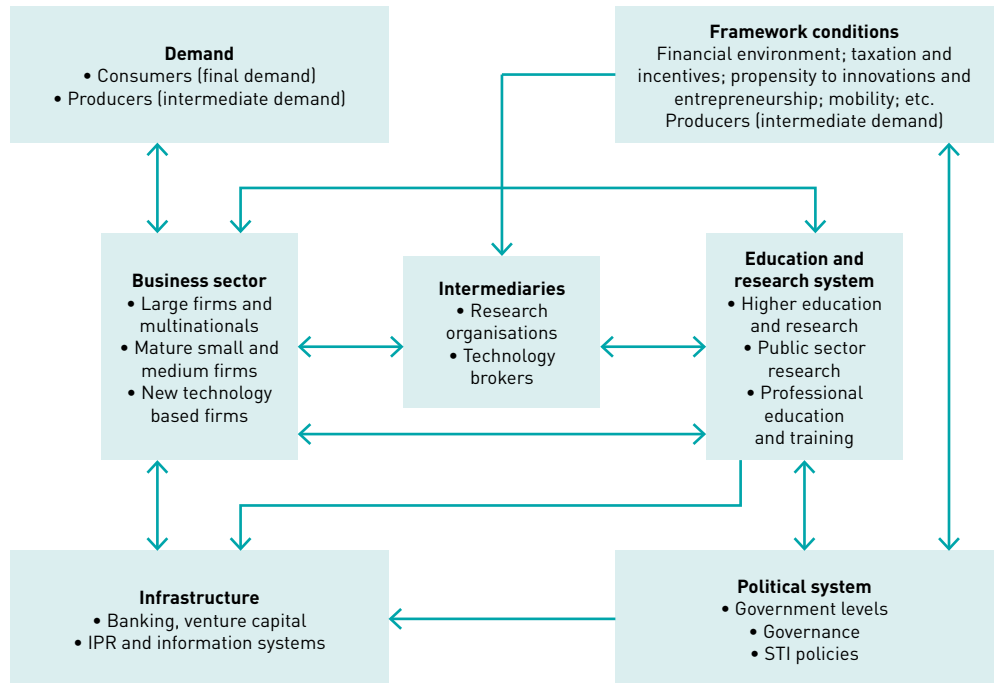 Demand
• Consumers (final demand)
• Producers (intermediate demand)
Framework conditions
Financial environment; taxation and
incentives; propensity to innovations and
entrepreneurship; mobility; etc.
Producers (intermediate demand)
Business sector
• Large firms and
multinationals
• Mature small and
medium firms
• New technology
based firms
Intermediaries
• Research
organisations
• Technology
brokers
Education and
research system
• Higher education
and research
• Public sector
research
• Professional
education
and training
Infrastructure
• Banking, venture capital
• IPR and information systems
Political system
• Government levels
• Governance
• STI policies